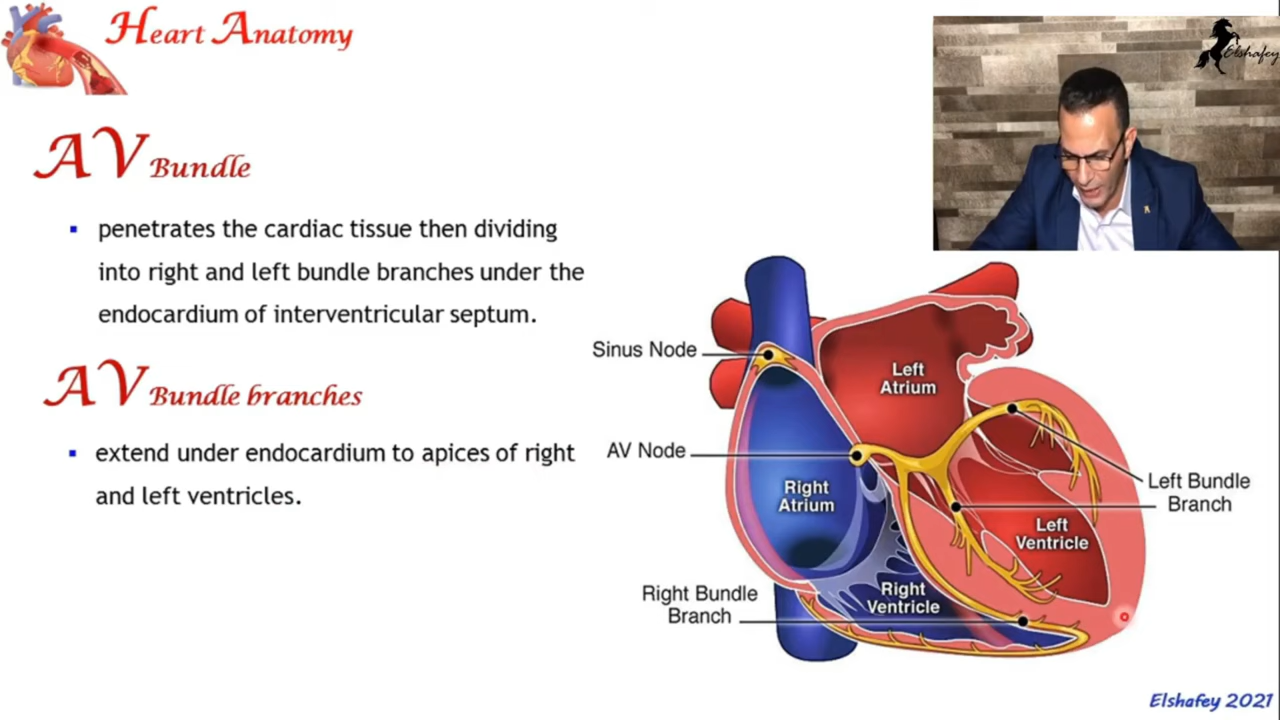 Heart Anatomy
Elshafey
AV Bundle
▪ penetrates the cardiac tissue then dividing
into right and left bundle branches under the
endocardium of interventricular septum.
AV Bundle branches
▪ extend under endocardium to apices of right
and left ventricles.
Sinus Node
Left
Atrium
AV Node
Right
Atrium
Left Bundle
Branch
Left
Ventricle
Right Bundle
Branch
Right
Ventricle
Elshafey 2021